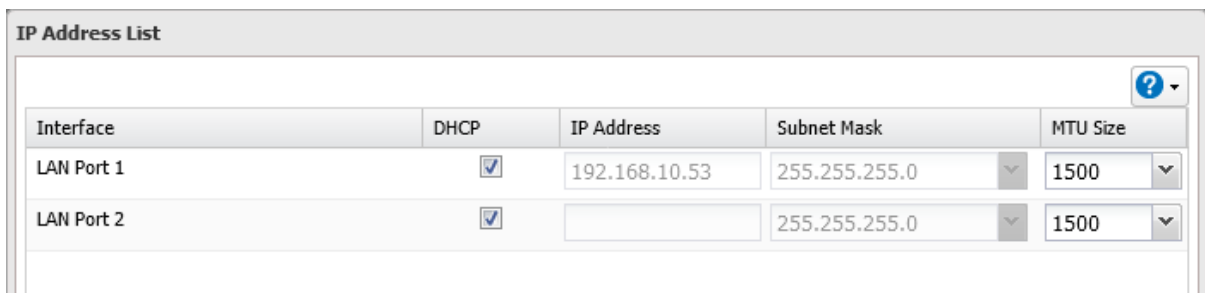 IP Address List
?
Interface DHCP IP Address Subnet Mask MTU Size
LAN Port 1 192.168.10.53 255.255.255.0 1500
LAN Port 2 255.255.255.0 1500